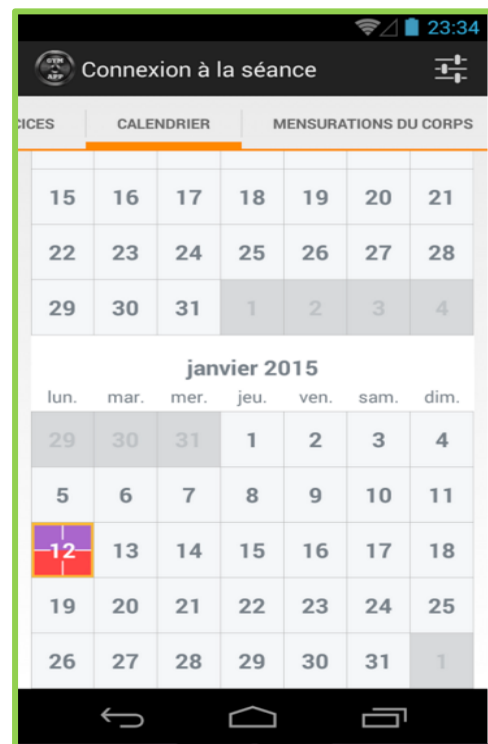 23:34
GYM APP Connexion à la séance
CICES CALENDRIER MENSURATIONS DU CORPS
15 16 17 18 19 20 21
22 23 24 25 26 27 28
29 30 31 1 2 3 4
janvier 2015
lun. mar. mer. jeu. ven. sam. dim.
29 30 31 1 2 3 4
5 6 7 8 9 10 11
12 13 14 15 16 17 18
19 20 21 22 23 24 25
26 27 28 29 30 31 1